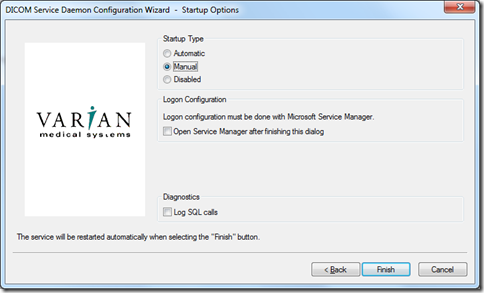 DICOM Service Daemon Configuration Wizard - Startup Options
Startup Type
Automatic
Manual
Disabled
VARIAN
medical systems
Logon Configuration
Logon configuration must be done with Microsoft Service Manager.
Open Service Manager after finishing this dialog
Diagnostics
Log SQL calls
The service will be restarted automatically when selecting the "Finish" button.
< Back
Finish
Cancel